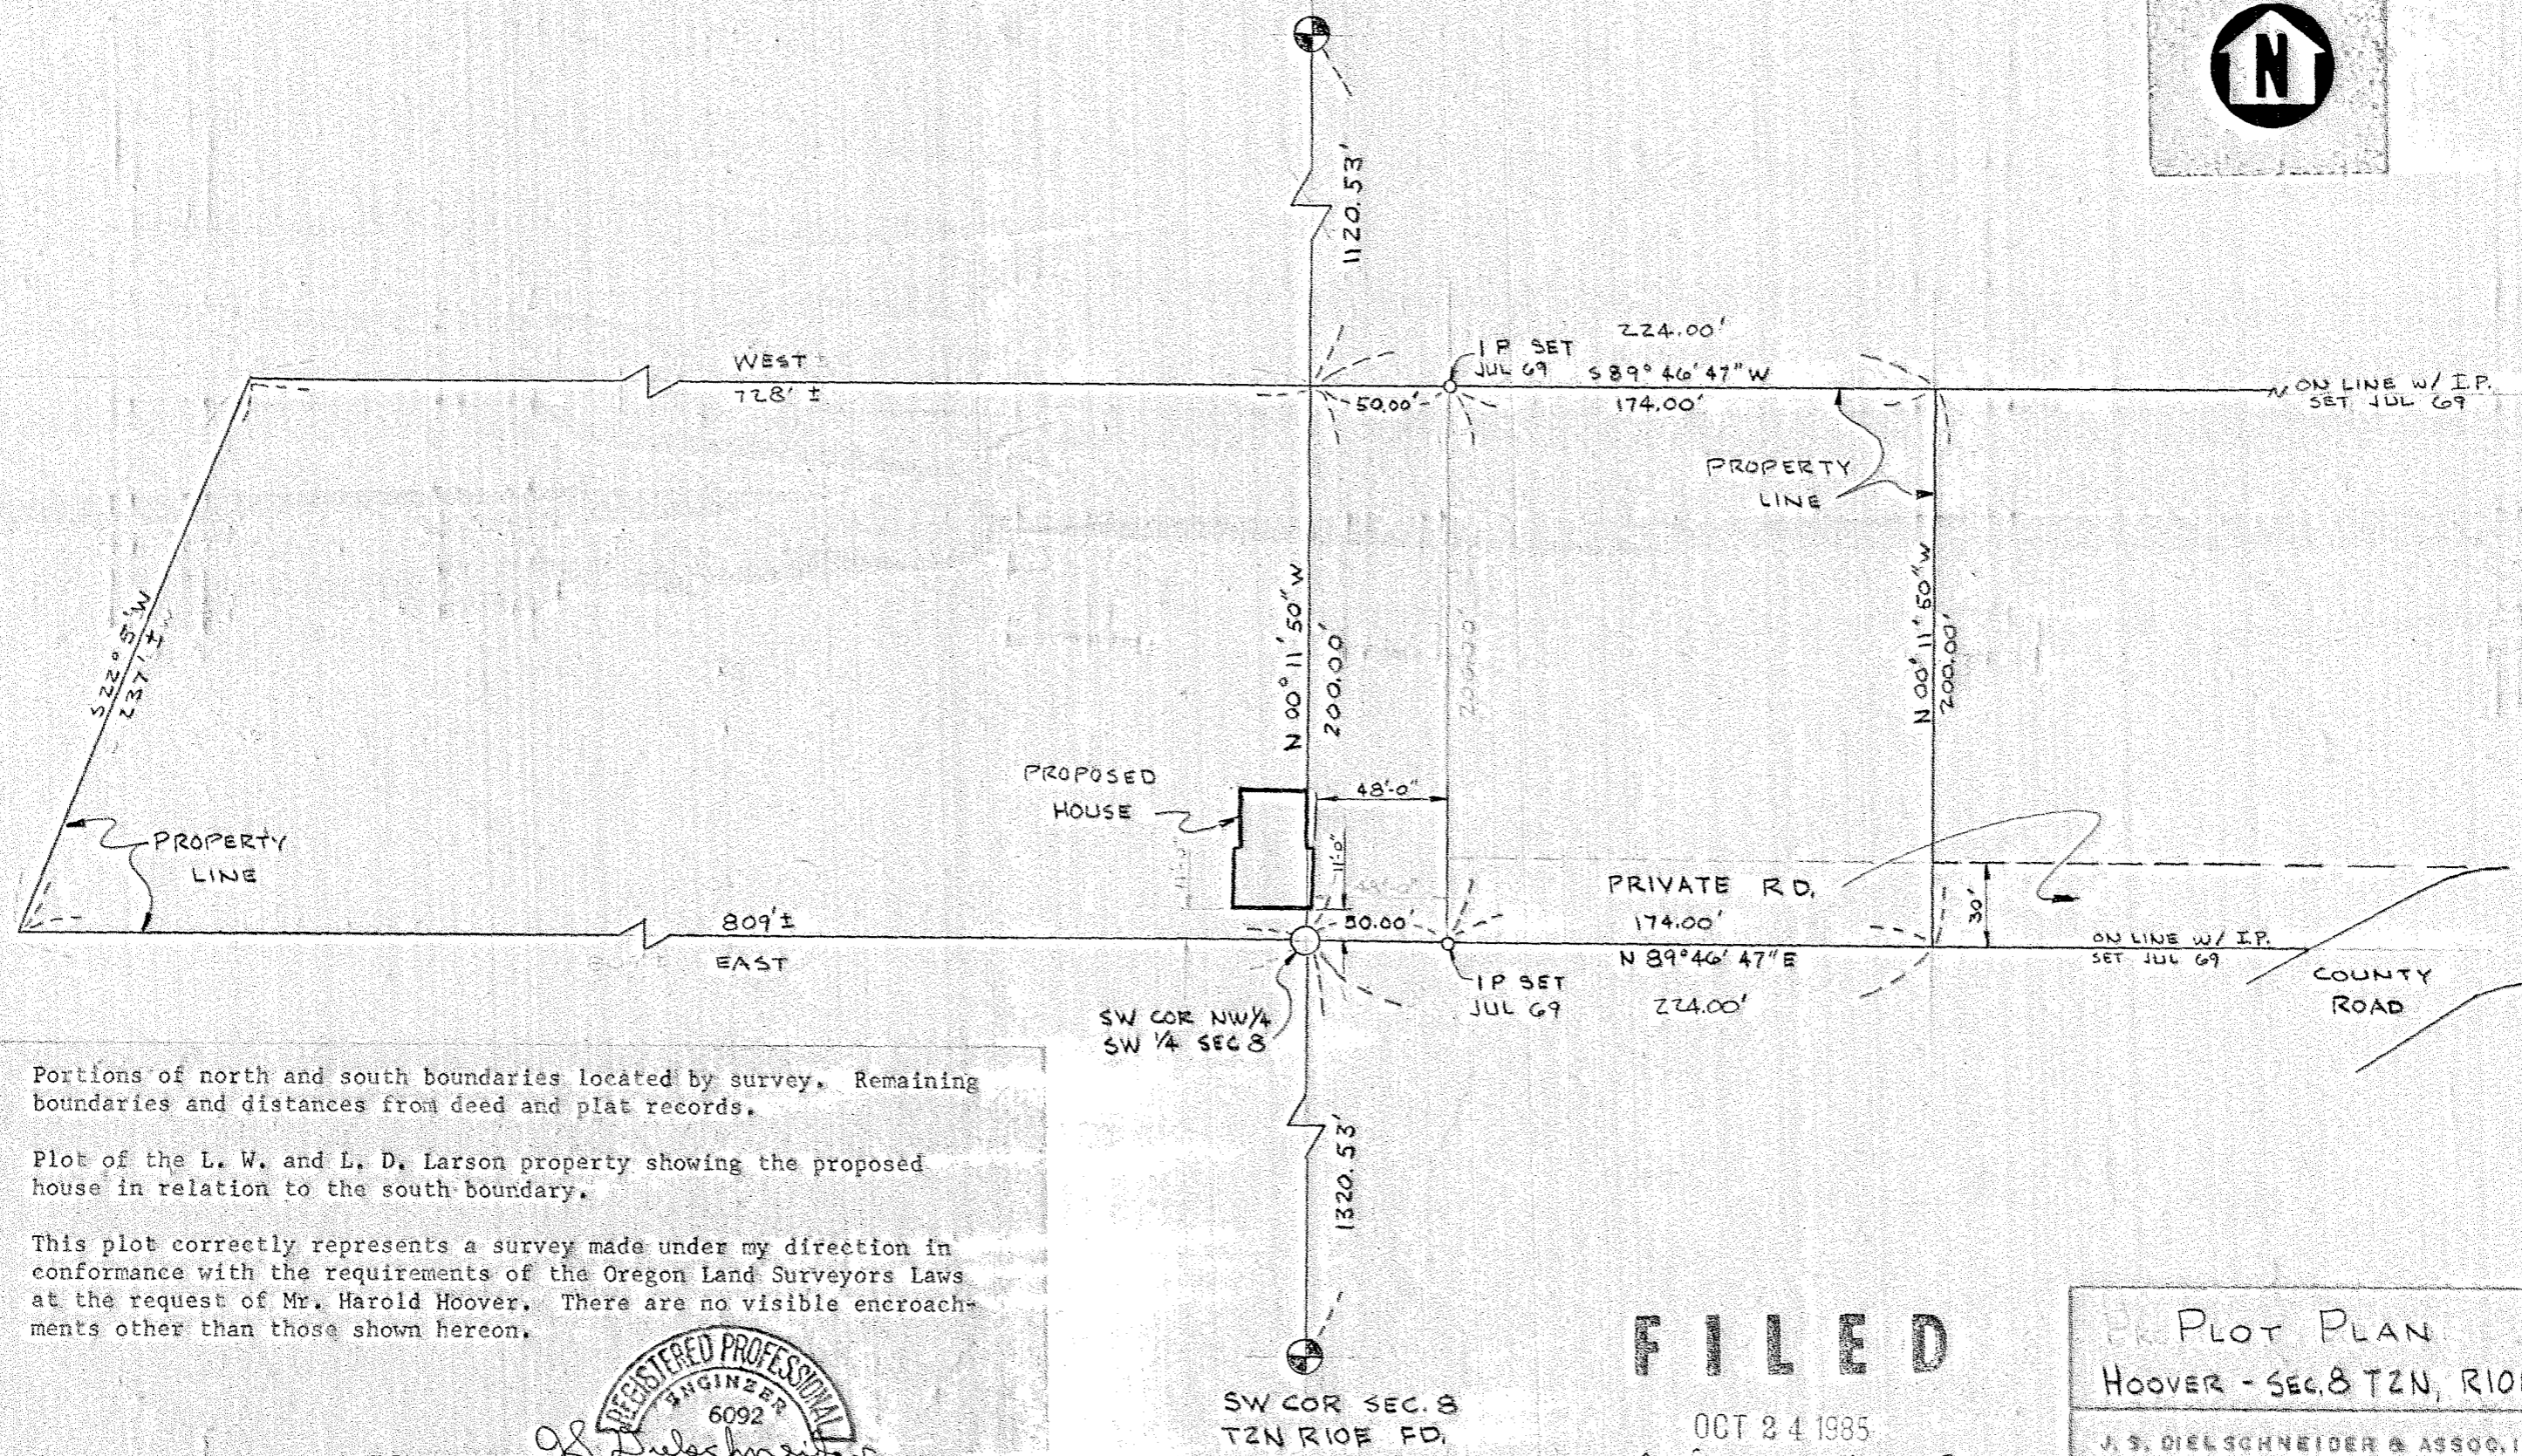 N
1120.53'
224.00'
I P SET
JUL 69
S 89° 46' 47" W
WEST
728' ±
50.00'
174.00'
ON LINE W/ I.P.
SET JUL 69
PROPERTY
LINE
S 22° 5' W
237' ±
N 00° 11' 50" W
200.00'
200.00
N 00° 11' 50" W
200.00'
PROPOSED
HOUSE
48'-0"
11'-0"
11'-0"
PROPERTY
LINE
PRIVATE RD.
30'
809' ±
EAST
50.00'
174.00'
N 89° 46' 47" E
224.00'
ON LINE W/ I.P.
SET JUL 69
COUNTY
ROAD
I P SET
JUL 69
SW COR NW 1/4
SW 1/4 SEC 8
1320.53'
Portions of north and south boundaries located by survey. Remaining
boundaries and distances from deed and plat records.
Plot of the L. W. and L. D. Larson property showing the proposed
house in relation to the south boundary.
This plot correctly represents a survey made under my direction in
conformance with the requirements of the Oregon Land Surveyors Laws
at the request of Mr. Harold Hoover. There are no visible encroach-
ments other than those shown hereon.
REGISTERED PROFESSIONAL
ENGINEER
6092
J S Dielschneider
SW COR SEC. 8
T2N R10E FD.
FILED
OCT 24 1985
PLOT PLAN
HOOVER - SEC. 8 T2N, R10E
J. S. DIELSCHNEIDER & ASSOC. I